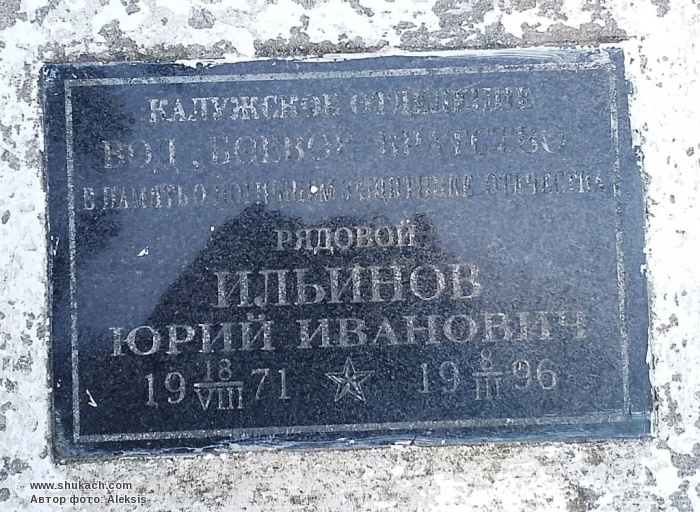 КАЛУЖСКОЕ ОТДЕЛЕНИЕ
ВОД „БОЕВОЕ БРАТСТВО
В ПАМЯТЬ О ПОГИБШЕМ ЗАЩИТНИКЕ ОТЕЧЕСТВА
РЯДОВОЙ
ИЛЬИНОВ
ЮРИЙ ИВАНОВИЧ
19 18/VIII 71 19 8/III 96
www.shukach.com
Автор фото: Aleksis